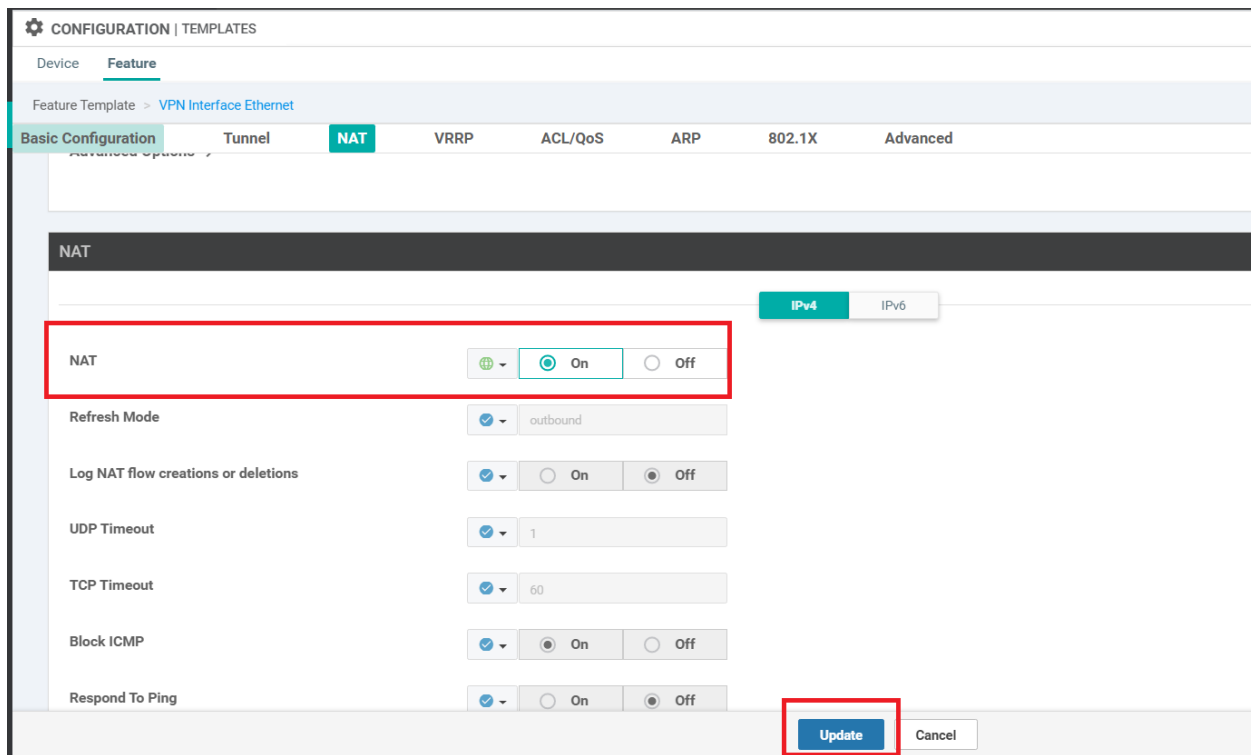 CONFIGURATION | TEMPLATES
Device Feature
Feature Template > VPN Interface Ethernet
Basic Configuration Tunnel NAT VRRP ACL/QoS ARP 802.1X Advanced
Advanced Options >
NAT
IPv4 IPv6
NAT On Off
Refresh Mode outbound
Log NAT flow creations or deletions On Off
UDP Timeout 1
TCP Timeout 60
Block ICMP On Off
Respond To Ping On Off
Update Cancel